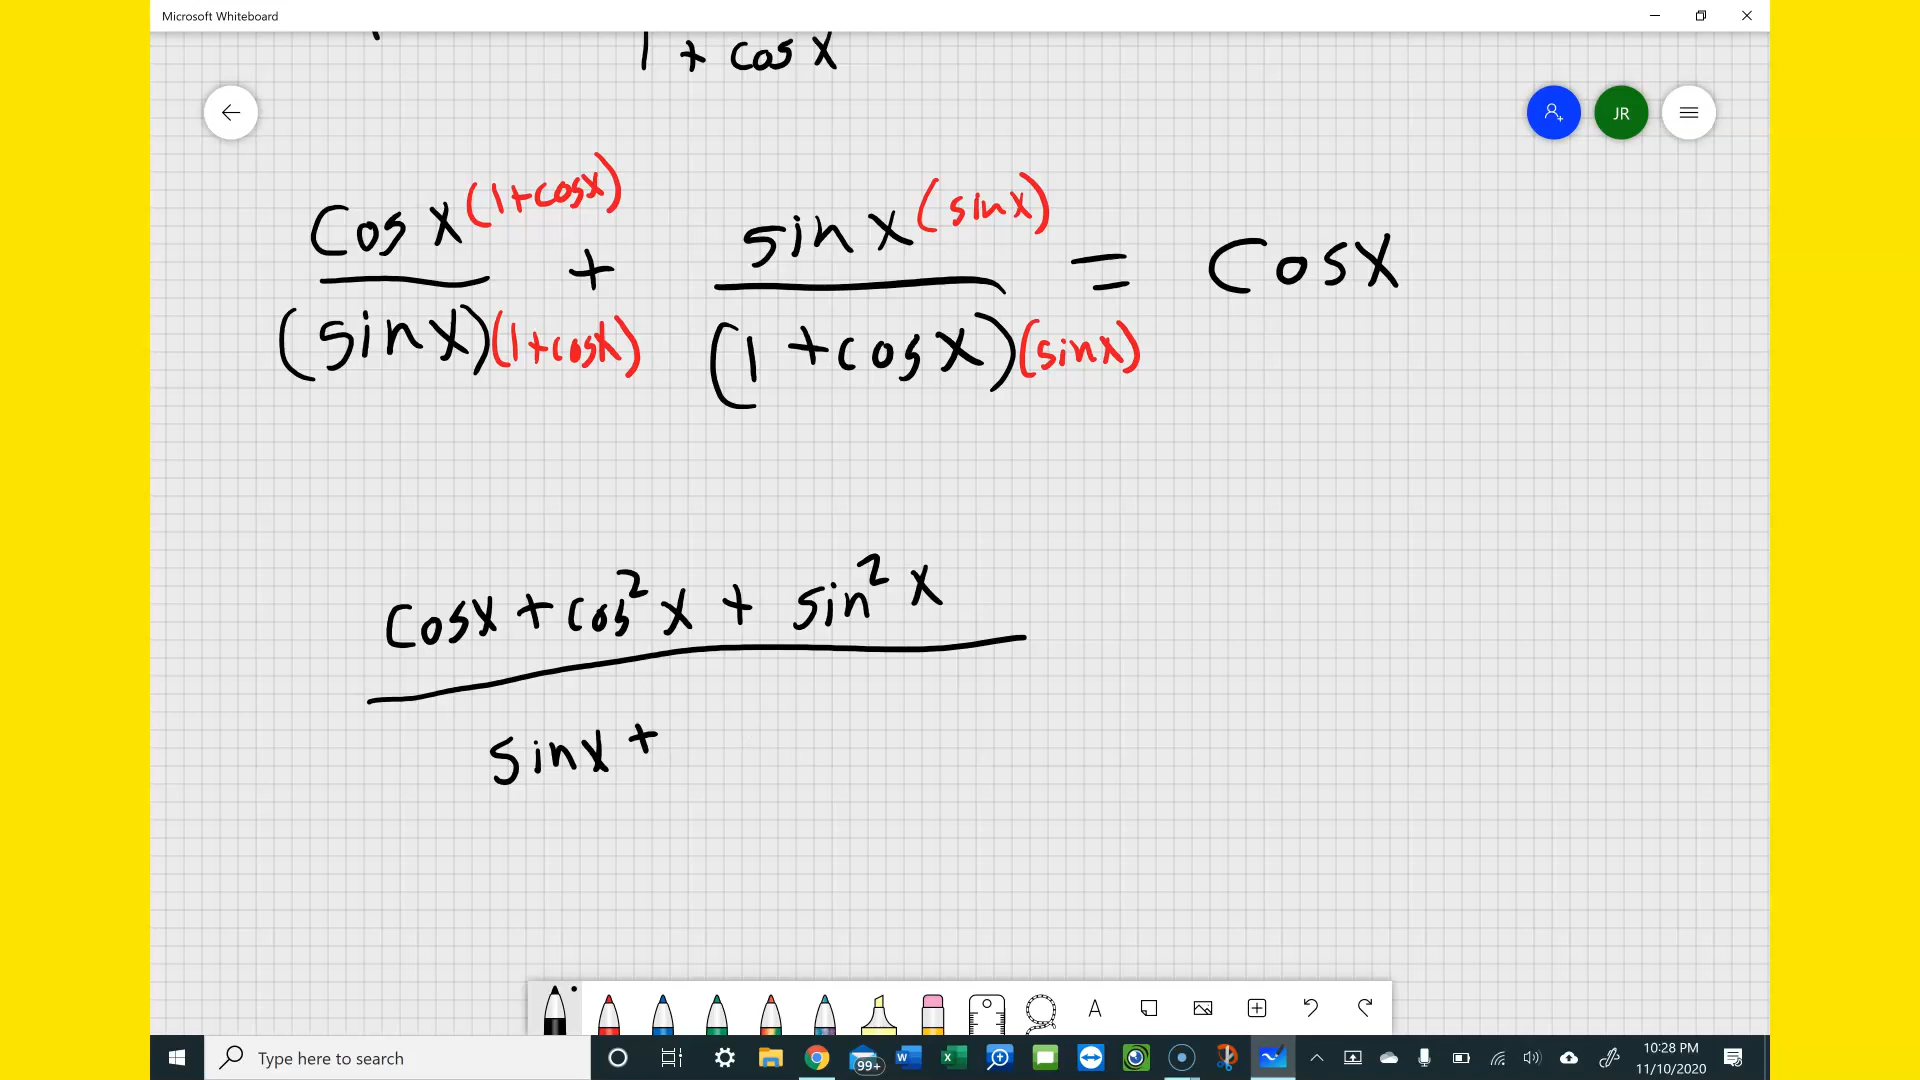 Microsoft Whiteboard
1 + cos x
JR
cos x (1+cosx) + sin x (sinx) = cosx
(sinx)(1+cosx) (1+cosx)(sinx)
cosx + cos² x + sin² x
sinx +
A
Type here to search
99+
10:28 PM
11/10/2020